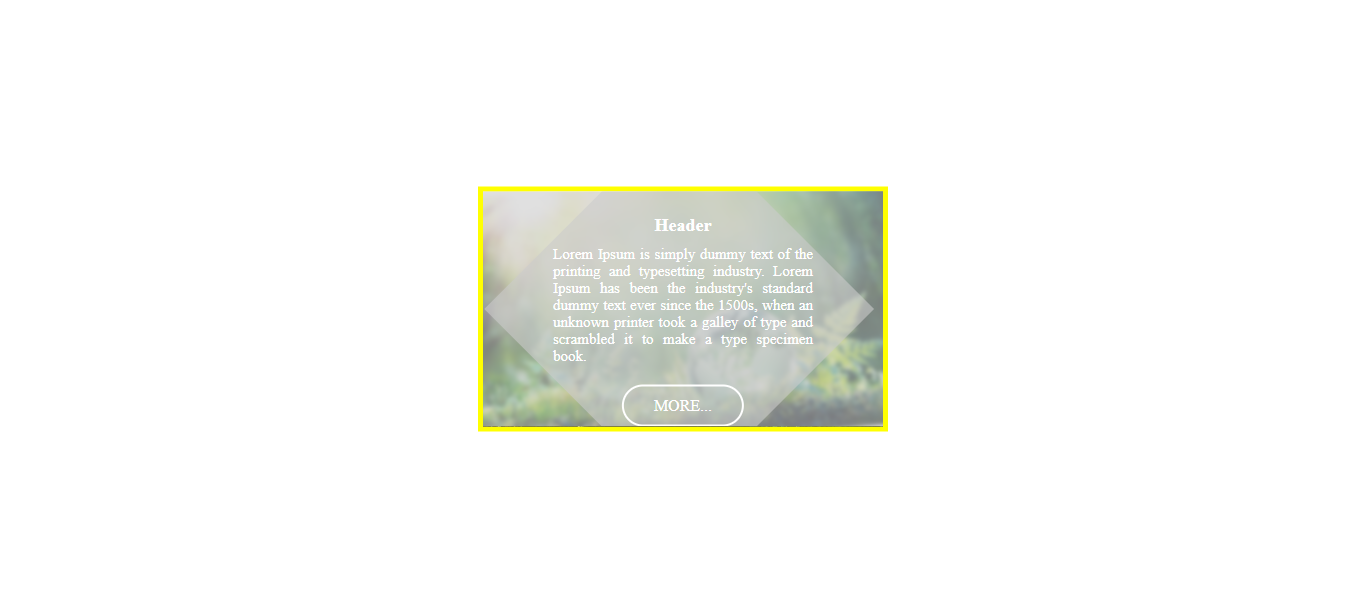 Header
Lorem Ipsum is simply dummy text of the
printing and typesetting industry. Lorem
Ipsum has been the industry's standard
dummy text ever since the 1500s, when an
unknown printer took a galley of type and
scrambled it to make a type specimen
book.
MORE...